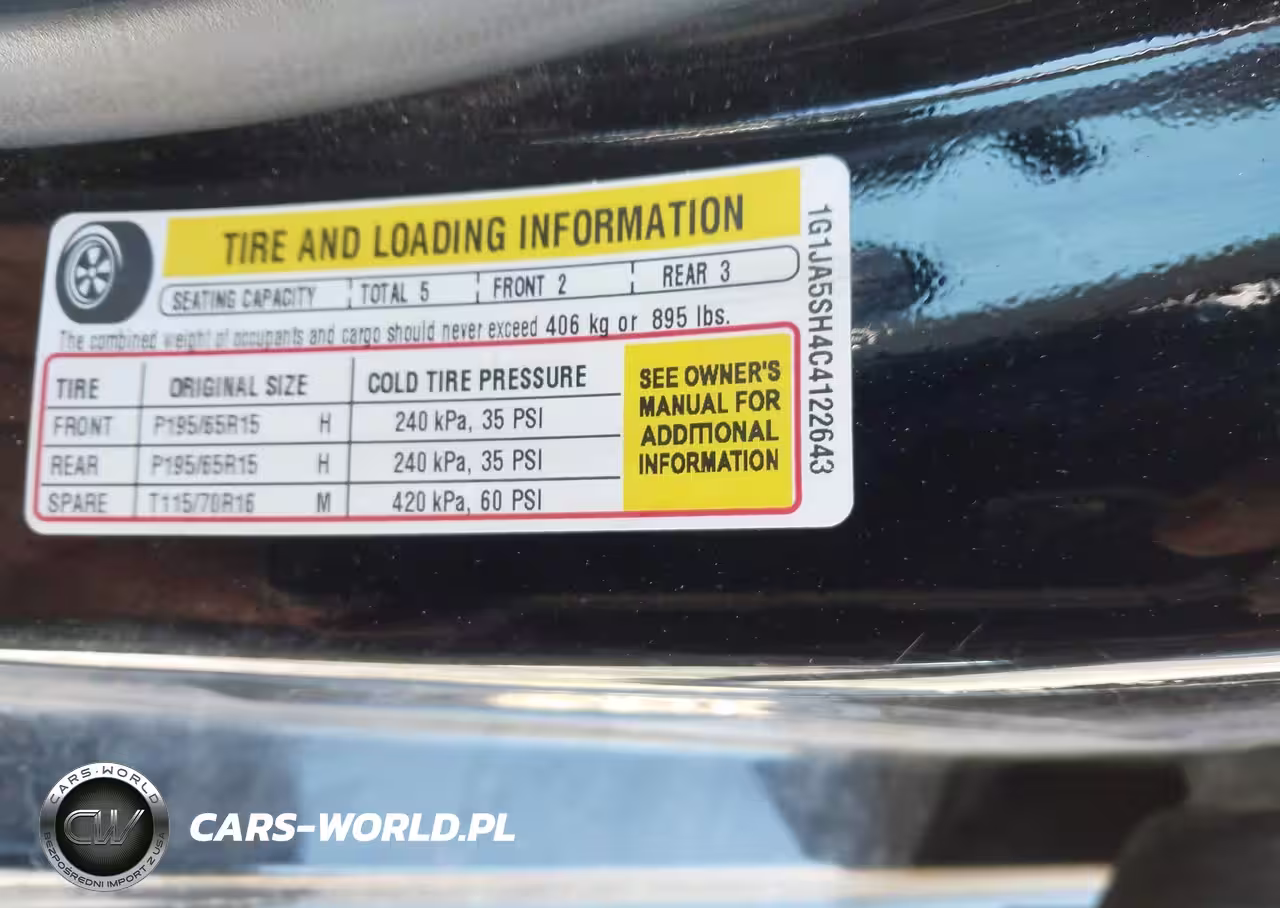 TIRE AND LOADING INFORMATION
SEATING CAPACITY TOTAL 5 FRONT 2 REAR 3
The combined weight of occupants and cargo should never exceed 406 kg or 895 lbs.
TIRE ORIGINAL SIZE COLD TIRE PRESSURE
FRONT P195/65R15 H 240 kPa, 35 PSI
REAR P195/65R15 H 240 kPa, 35 PSI
SPARE T115/70R16 M 420 kPa, 60 PSI
SEE OWNER'S
MANUAL FOR
ADDITIONAL
INFORMATION
1G1JA5SH4C4122643
CARS-WORLD
CW
BEZPOŚREDNI IMPORT Z USA
CARS-WORLD.PL